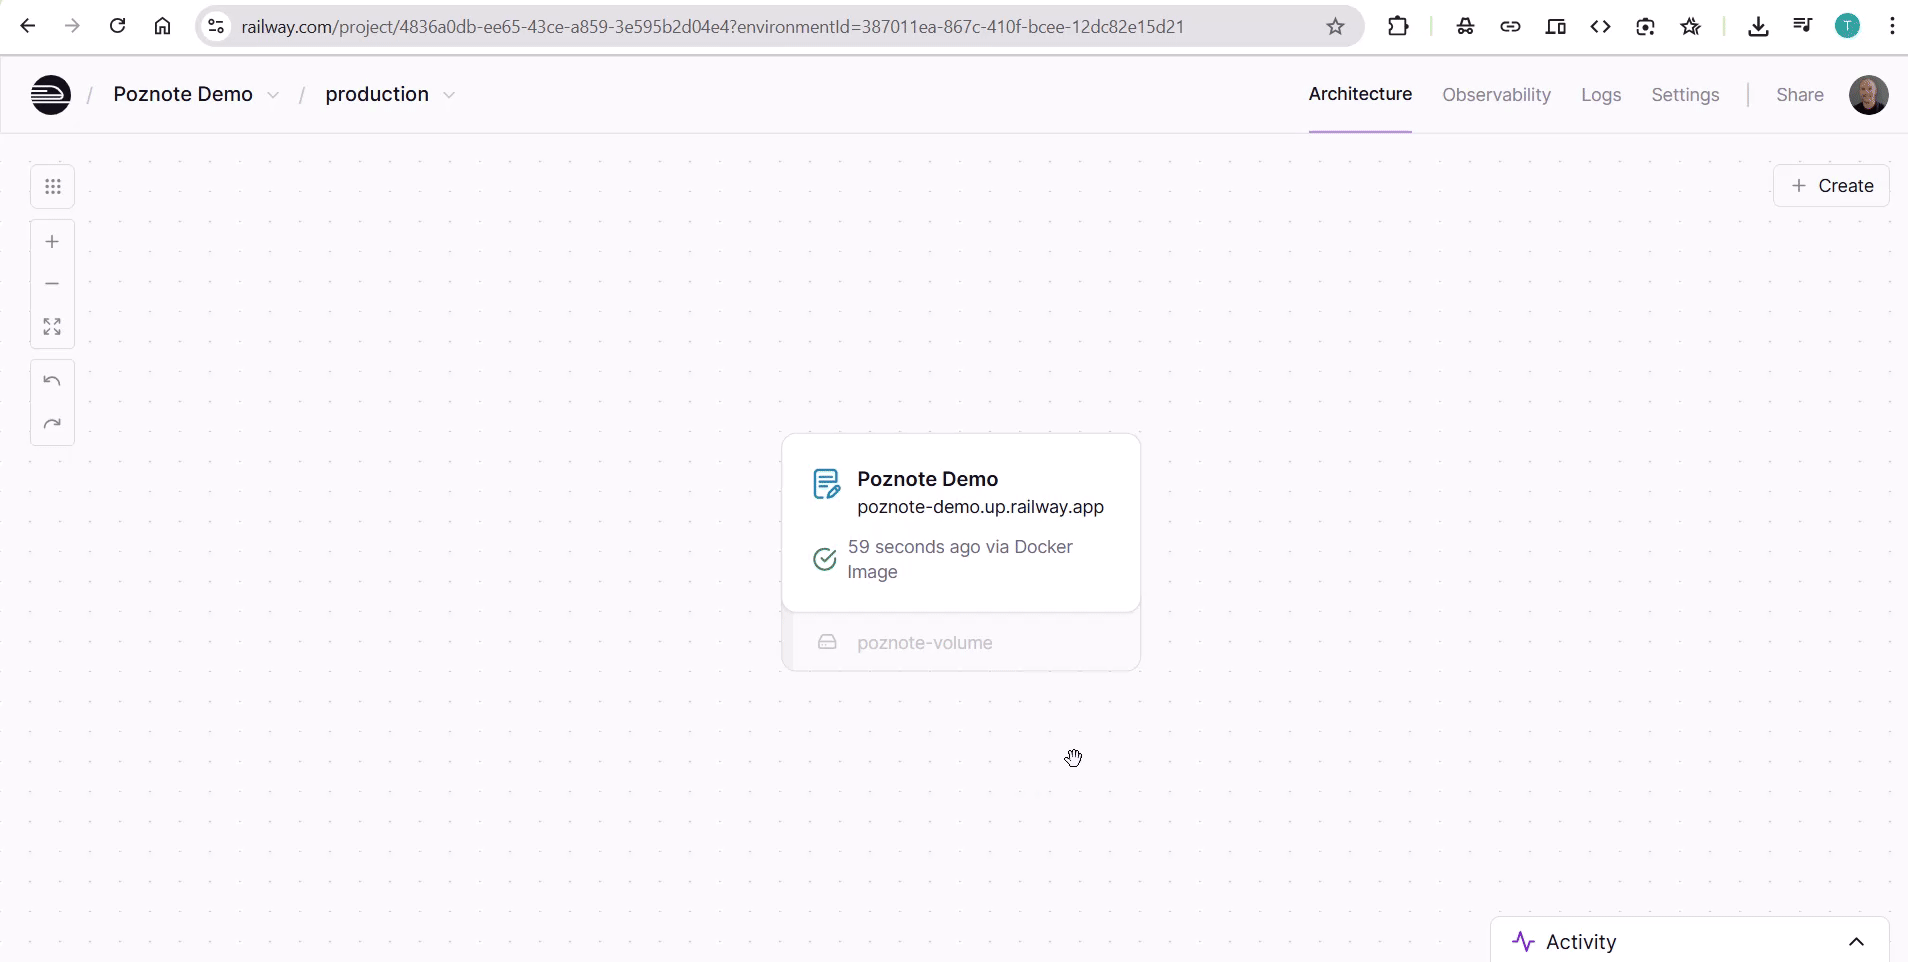 railway.com/project/4836a0db-ee65-43ce-a859-3e595b2d04e4?environmentId=387011ea-867c-410f-bcee-12dc82e15d21
T
/ Poznote Demo / production
Architecture Observability Logs Settings Share
Create
Poznote Demo
poznote-demo.up.railway.app
59 seconds ago via Docker
Image
poznote-volume
Activity